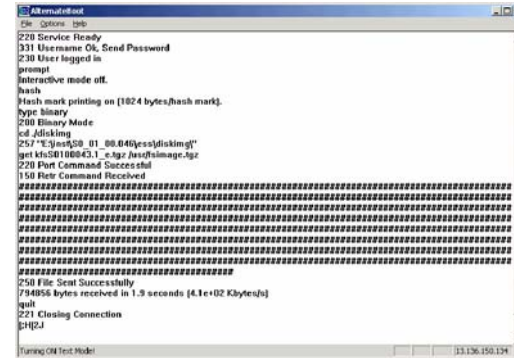 AlternateBoot
File Options Help
220 Service Ready
331 Username Ok, Send Password
230 User logged in
prompt
Interactive mode off.
hash
Hash mark printing on (1024 bytes/hash mark).
type binary
200 Binary Mode
cd ./diskimg
257 "E:\inst\S0_01_00.046\ess\diskimg\"
get kfsS0100043.1_e.tgz /usr/fsimage.tgz
220 Port Command Successful
150 Retr Command Received
250 File Sent Successfully
794856 bytes received in 1.9 seconds (4.1e+02 Kbytes/s)
quit
221 Closing Connection
[;H[2J
Turning ON Text Mode!
13.136.150.134